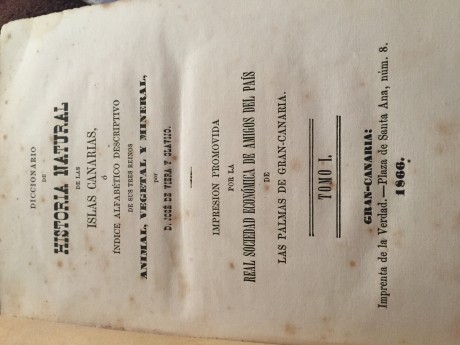 DICCIONARIO
DE
HISTORIA NATURAL
DE LAS
ISLAS CANARIAS,
ó
ÍNDICE ALFABÉTICO DESCRIPTIVO
DE SUS TRES REINOS
ANIMAL, VEGETAL Y MINERAL,
por
D. JOSÉ DE VIERA Y CLAVIJO.
IMPRESION PROMOVIDA
POR LA
REAL SOCIEDAD ECONÓMICA DE AMIGOS DEL PAÍS
DE
LAS PALMAS DE GRAN-CANARIA.
TOMO I.
GRAN-CANARIA:
Imprenta de la Verdad.—Plaza de Santa Ana, núm. 8.
1866.